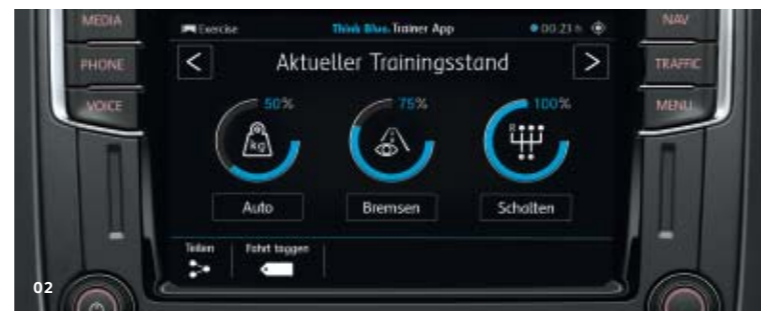 MEDIA
PHONE
VOICE
Exercise
Think Blue. Trainer App
00:23 h
NAV
TRAFFIC
MENU
<
Aktueller Trainingsstand
>
50%
75%
100%
kg
R
Auto
Bremsen
Schalten
Teilen
Fahrt taggen
02